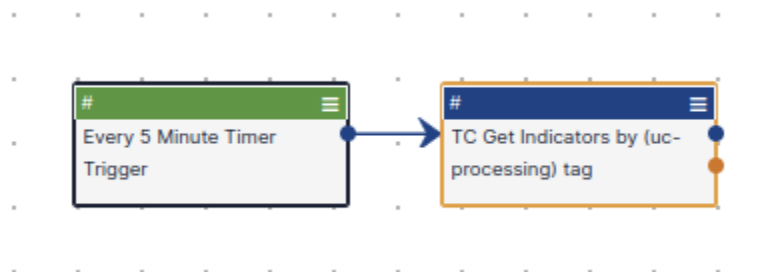 #
Every 5 Minute Timer
Trigger
#
TC Get Indicators by (uc-
processing) tag